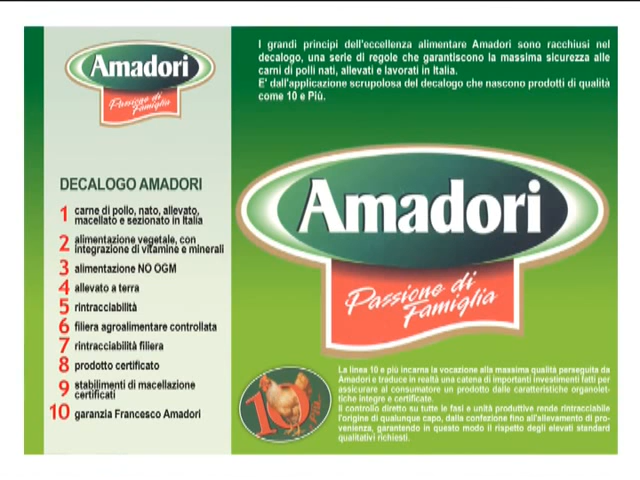 Amadori
Passione di
Famiglia
I grandi principi dell'eccellenza alimentare Amadori sono racchiusi nel
decalogo, una serie di regole che garantiscono la massima sicurezza alle
carni di polli nati, allevati e lavorati in Italia.
E' dall'applicazione scrupolosa del decalogo che nascono prodotti di qualità
come 10 e Più.
DECALOGO AMADORI
1 carne di pollo, nato, allevato,
macellato e sezionato in Italia
2 alimentazione vegetale, con
integrazione di vitamine e minerali
3 alimentazione NO OGM
4 allevato a terra
5 rintracciabilità
6 filiera agroalimentare controllata
7 rintracciabilità filiera
8 prodotto certificato
9 stabilimenti di macellazione
certificati
10 garanzia Francesco Amadori
Amadori
Passione di
Famiglia
10
La linea 10 e più incarna la vocazione alla massima qualità perseguita da
Amadori e traduce in realtà una catena di importanti investimenti fatti per
assicurare al consumatore un prodotto dalle caratteristiche organolet-
tiche integre e certificate.
Il controllo diretto su tutte le fasi e unità produttive rende rintracciabile
l'origine di qualunque capo, dalla confezione fino all'allevamento di pro-
venienza, garantendo in questo modo il rispetto degli elevati standard
qualitativi richiesti.